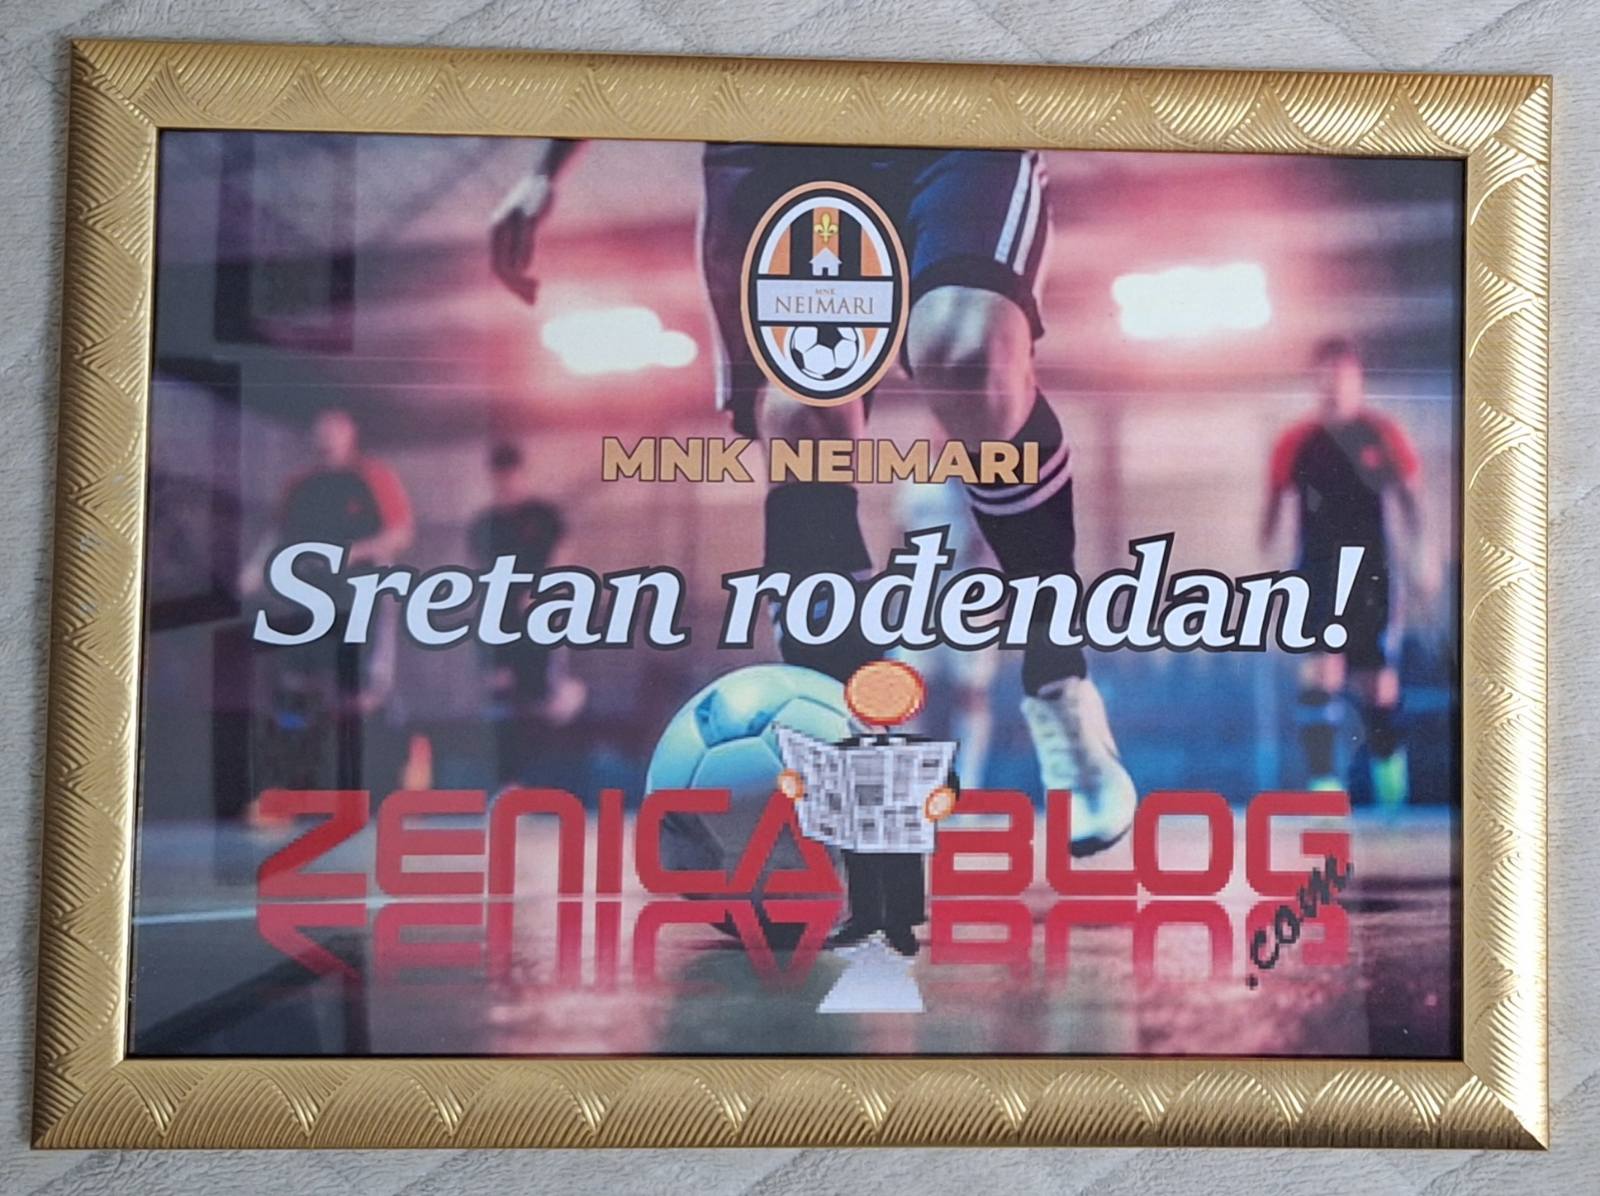 MNK
NEIMARI
MNK NEIMARI
Sretan rođendan!
ZENICA BLOG
.com